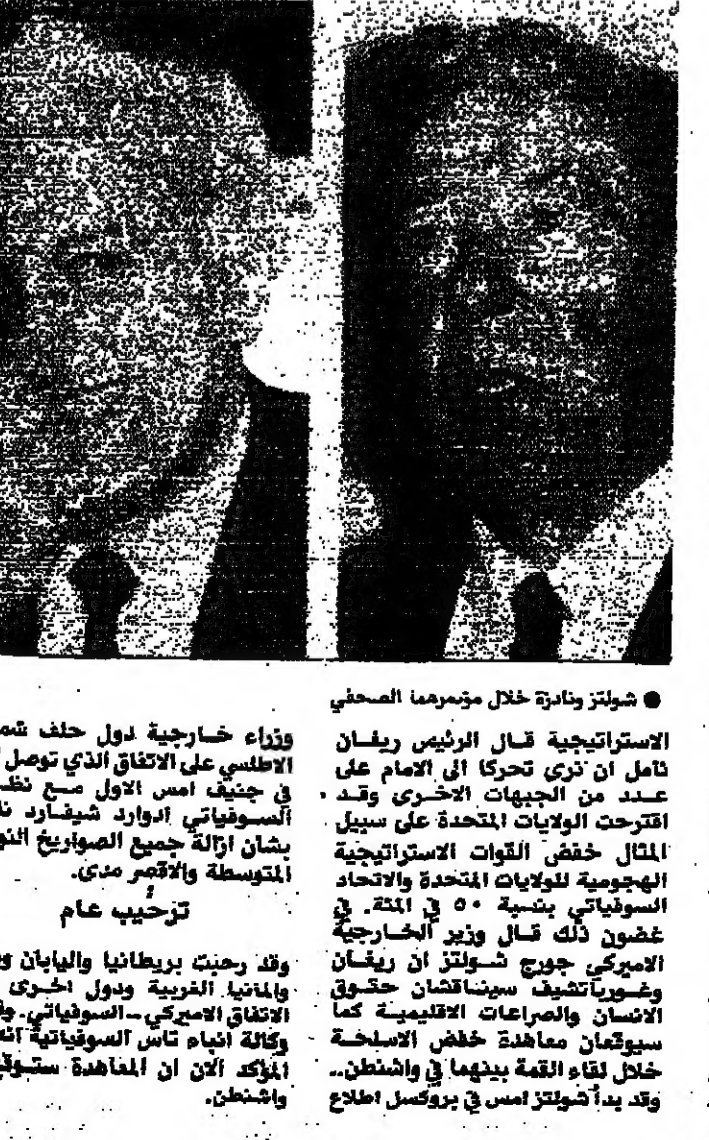 ● شولتز ونادزة خلال مؤتمرهما الصحفي
الاستراتيجية قال الرئيس ريغان
نأمل ان نرى تحركا الى الامام على
عدد من الجبهات الاخرى وقد
اقترحت الولايات المتحدة على سبيل
المثال خفض القوات الاستراتيجية
الهجومية للولايات المتحدة والاتحاد
السوفياتي بنسبة ٥٠ في المئة. في
غضون ذلك قال وزير الخارجية
الاميركي جورج شولتز ان ريغان
وغورباتشيف سيناقشان حقوق
الانسان والصراعات الاقليمية كما
سيوقعان معاهدة خفض الاسلحة
خلال لقاء القمة بينهما في واشنطن..
وقد بدأ شولتز امس في بروكسل اطلاع
وزراء خارجية دول حلف شم
الاطلسي على الاتفاق الذي توصل
في جنيف امس الاول مع نظ
السوفياتي ادوارد شيفارد نا
بشأن ازالة جميع الصواريخ النو
المتوسطة والاقصر مدى.
ترحيب عام
وقد رحبت بريطانيا واليابان و
والمانيا الغربية ودول اخرى
الاتفاق الاميركي ــ السوفياتي. و
وكالة انباء تاس السوفياتية انه
المؤكد الان ان المعاهدة ستوق
واشنطن.